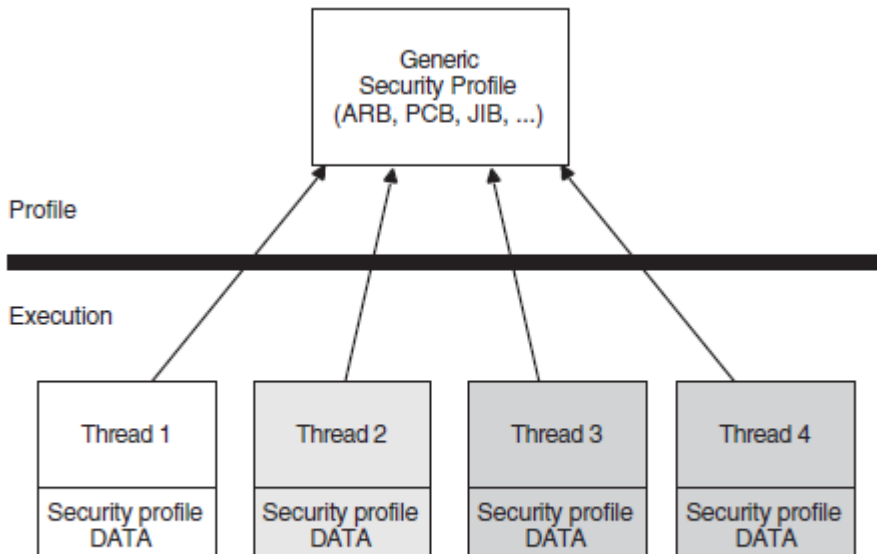 Generic
Security Profile
(ARB, PCB, JIB, ...)
Profile
Execution
Thread 1
Thread 2
Thread 3
Thread 4
Security profile
DATA
Security profile
DATA
Security profile
DATA
Security profile
DATA